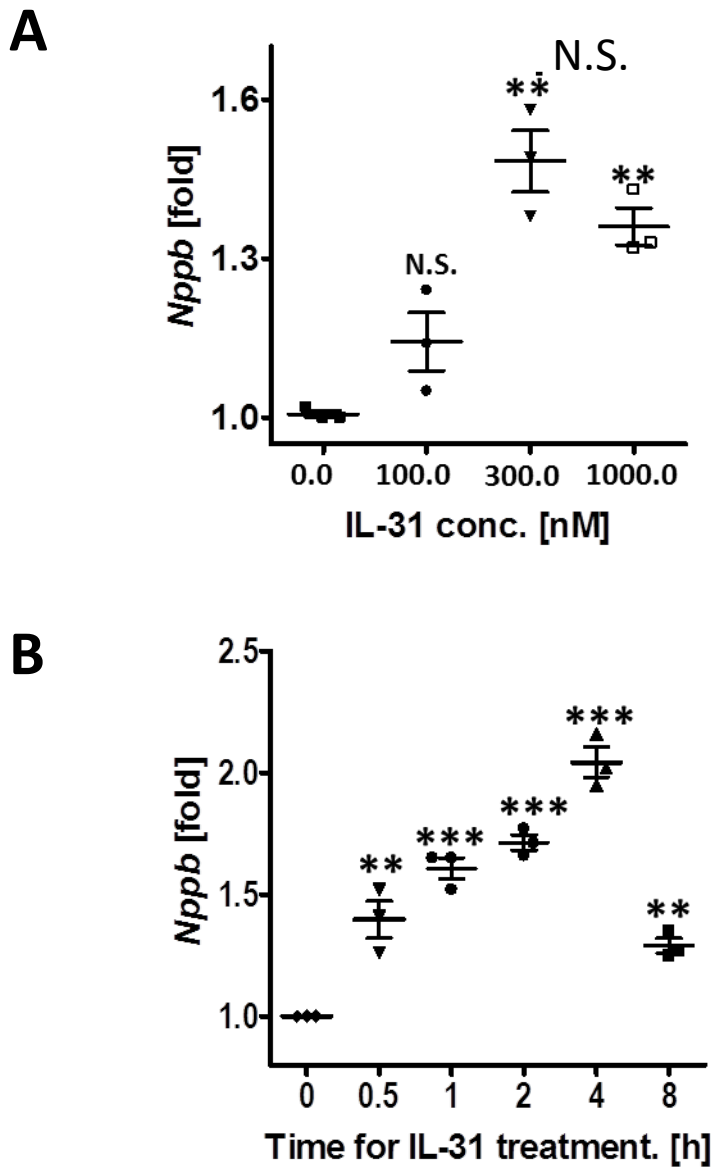 A
N.S.
**
**
1.6
N.S.
1.3
1.0
Nppb [fold]
0.0 100.0 300.0 1000.0
IL-31 conc. [nM]
B
2.5
***
2.0
***
***
**
1.5
**
1.0
Nppb [fold]
0 0.5 1 2 4 8
Time for IL-31 treatment. [h]